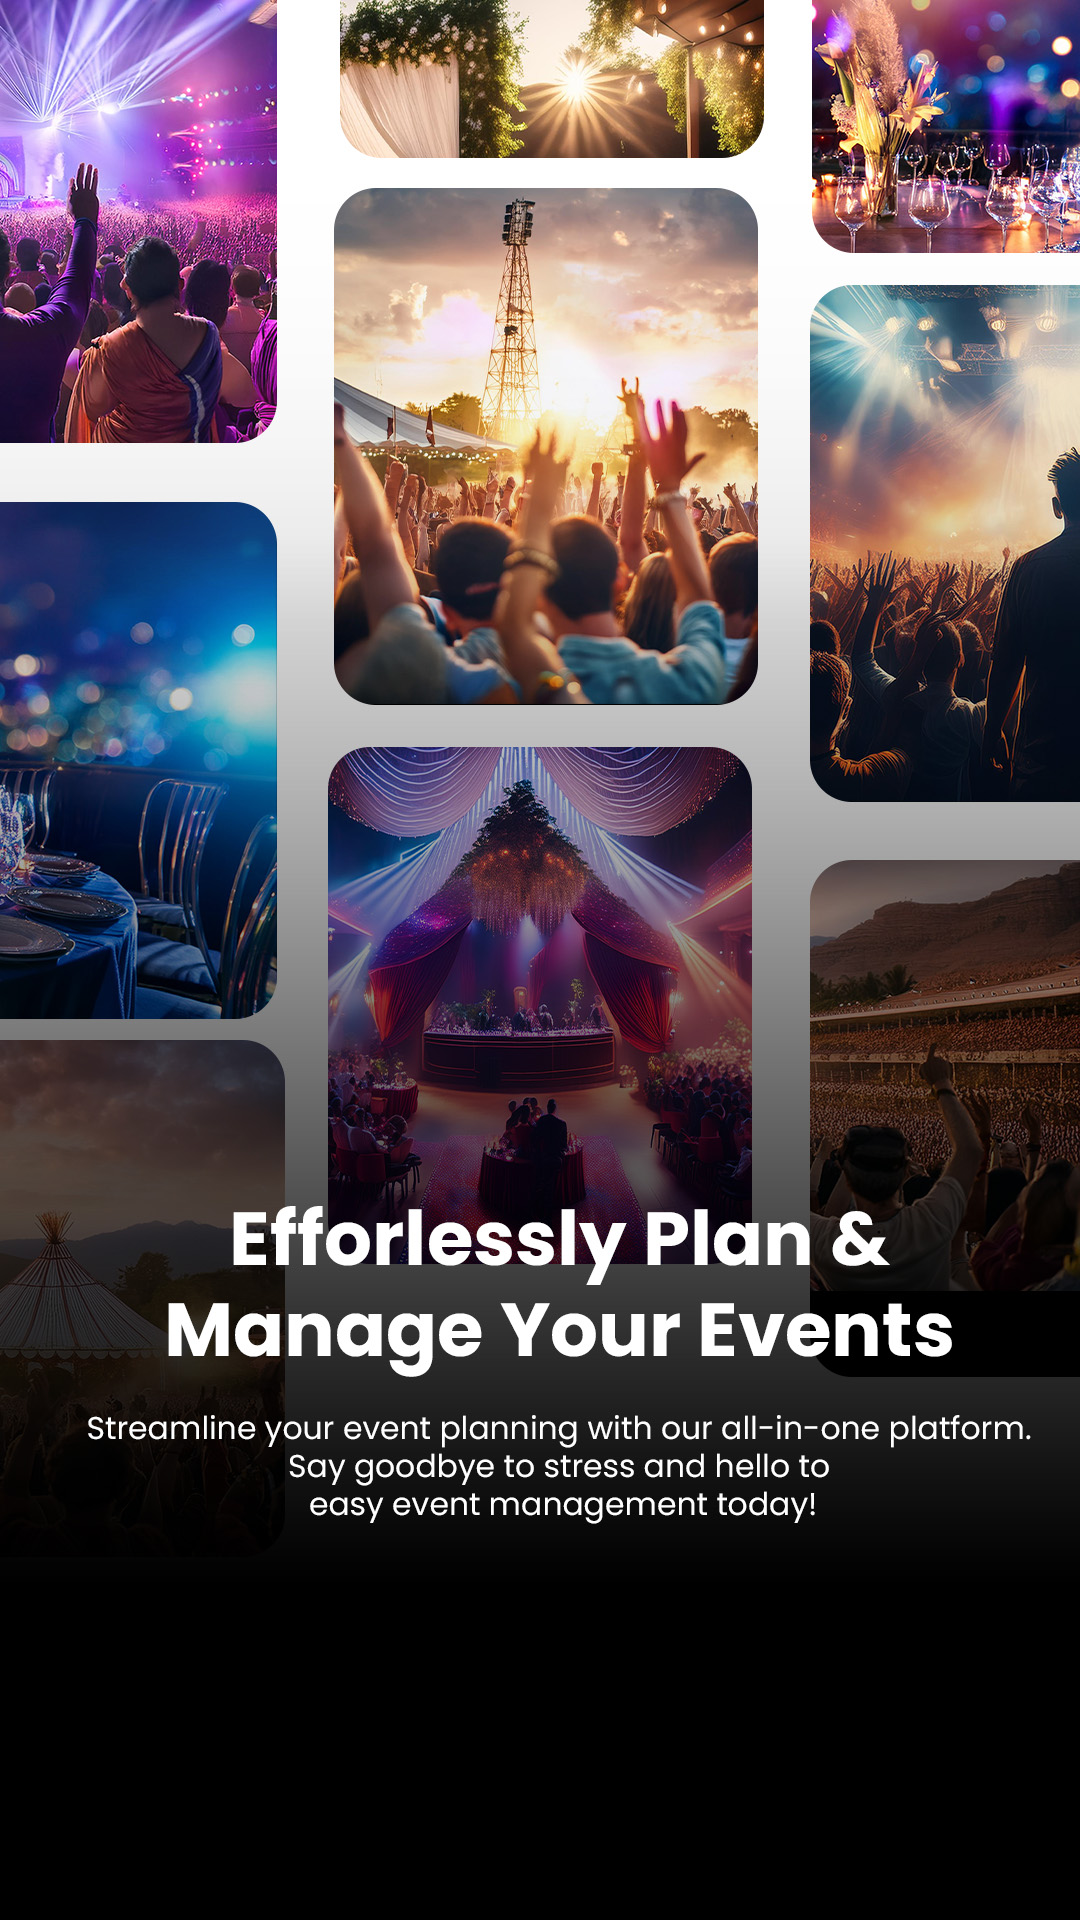 Efforlessly Plan &
Manage Your Events
Streamline your event planning with our all-in-one platform.
Say goodbye to stress and hello to
easy event management today!